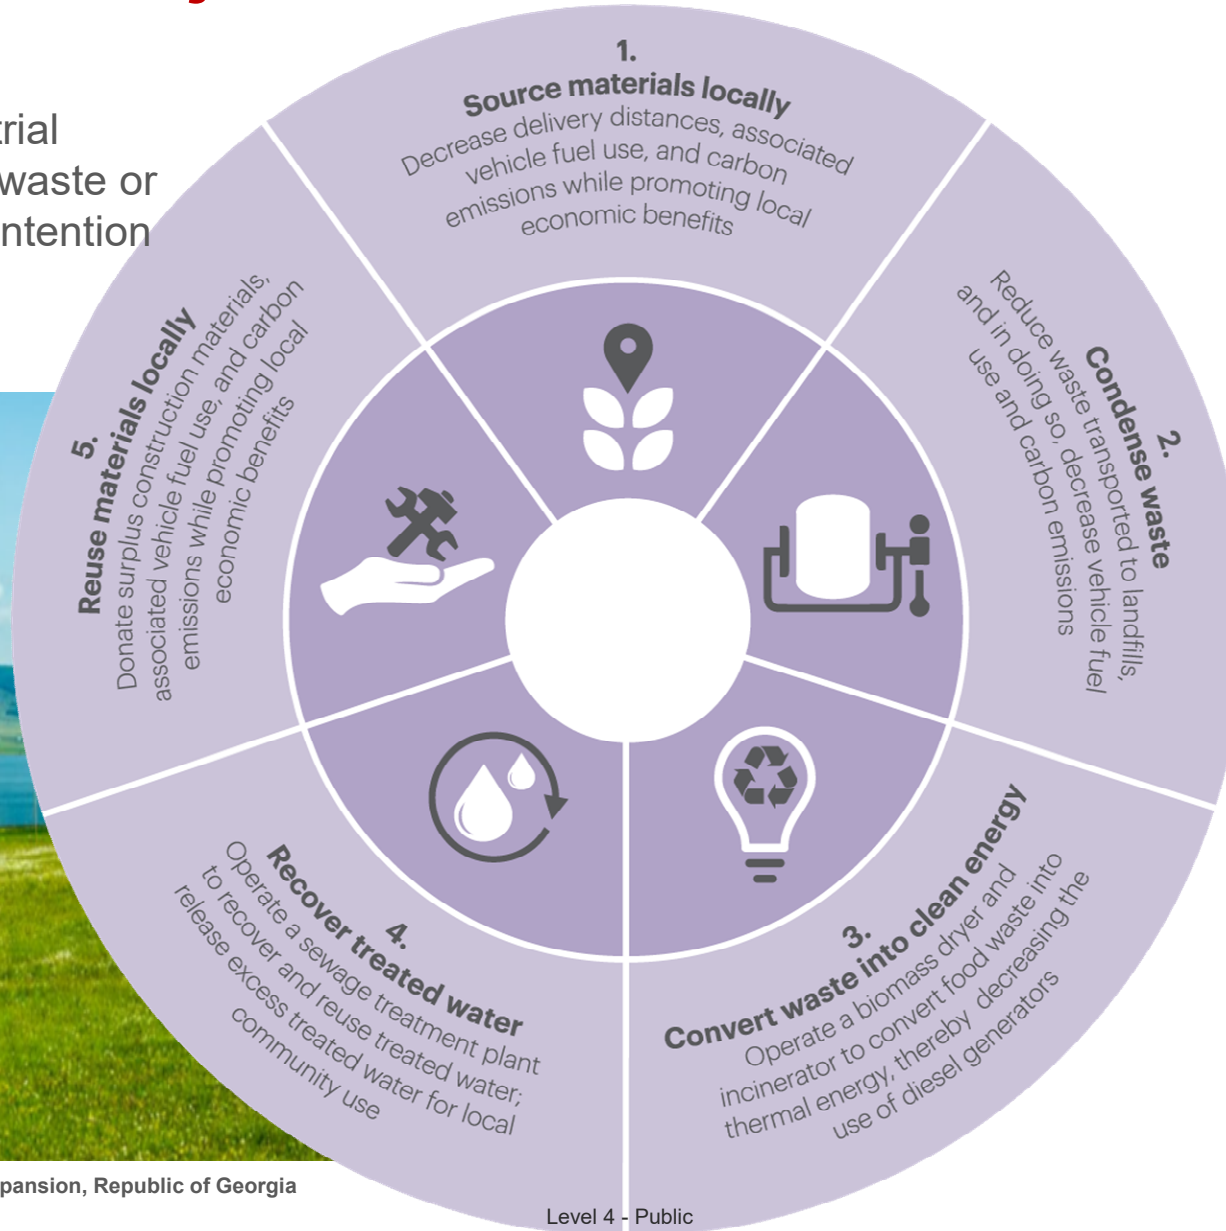 trial
waste or
ntention
1.
Source materials locally
Decrease delivery distances, associated
vehicle fuel use, and carbon
emissions while promoting local
economic benefits
2.
Condense waste
Reduce waste transported to landfills,
and in doing so, decrease vehicle fuel
use and carbon emissions
3.
Convert waste into clean energy
Operate a biomass dryer and
incinerator to convert food waste into
thermal energy, thereby decreasing the
use of diesel generators
4.
Recover treated water
Operate a sewage treatment plant
to recover and reuse treated water;
release excess treated water for local
community use
5.
Reuse materials locally
Donate surplus construction materials,
associated vehicle fuel use, and carbon
emissions while promoting local
economic benefits
pansion, Republic of Georgia
Level 4 - Public